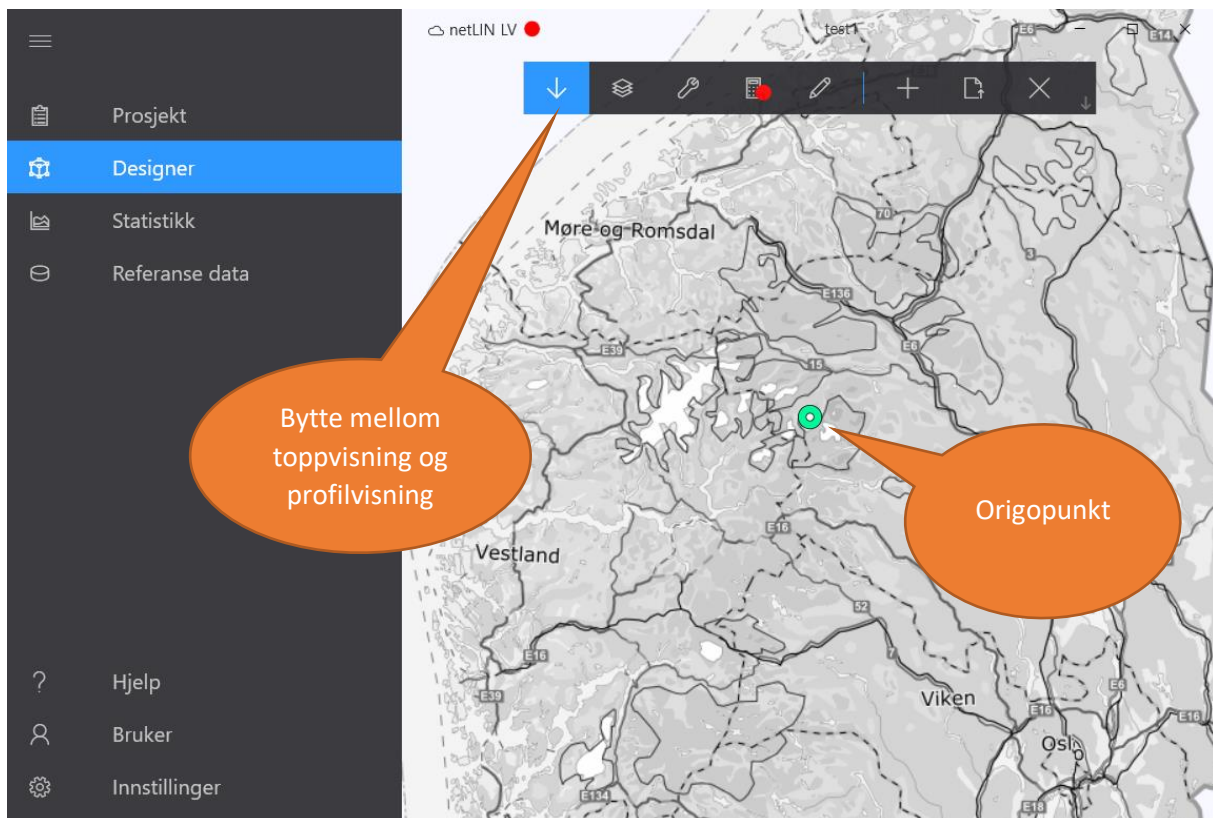 netLIN LV
test1
Prosjekt
Designer
Statistikk
Referanse data
Hjelp
Bruker
Innstillinger
Bytte mellom
toppvisning og
profilvisning
Origopunkt
E6
E14
Møre og Romsdal
70
3
E136
E39
E6
15
E16
Vestland
52
E16
7
E39
Viken
E6
E16
E16
Oslo
E134
E18